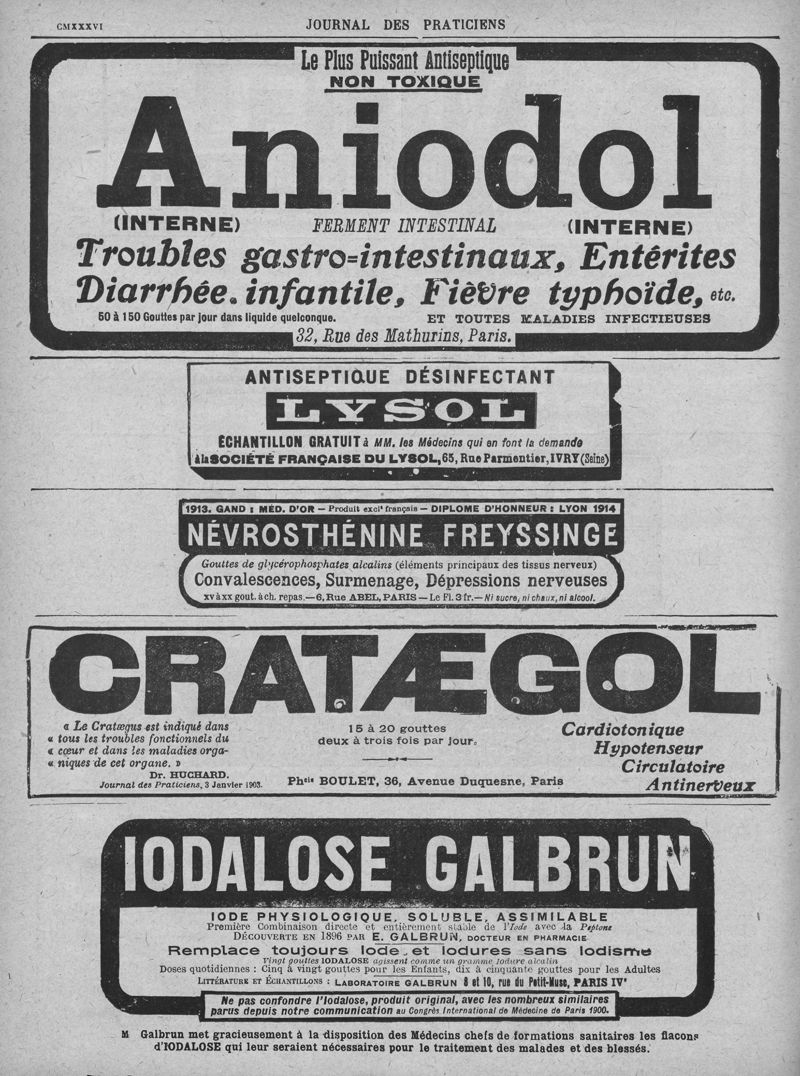 CMXXXVI
JOURNAL DES PRATICIENS
Le Plus Puissant Antiseptique
NON TOXIQUE
Aniodol
(INTERNE) FERMENT INTESTINAL (INTERNE)
Troubles gastro=intestinaux, Entérites
Diarrhée infantile, Fièvre typhoïde, etc.
50 à 150 Gouttes par jour dans liquide quelconque. ET TOUTES MALADIES INFECTIEUSES
32, Rue des Mathurins, Paris.
ANTISEPTIQUE DÉSINFECTANT
LYSOL
ÉCHANTILLON GRATUIT à MM. les Médecins qui en font la demande
à la SOCIÉTÉ FRANÇAISE DU LYSOL, 65, Rue Parmentier, IVRY (Seine)
1913. GAND : MÉD. D'OR — Produit exclt français — DIPLOME D'HONNEUR : LYON 1914
NÉVROSTHÉNINE FREYSSINGE
Gouttes de glycérophosphates alcalins (éléments principaux des tissus nerveux)
Convalescences, Surmenage, Dépressions nerveuses
XV à XX gout. à ch. repas. — 6, Rue ABEL, PARIS — Le Fl. 3 fr. — Ni sucre, ni chaux, ni alcool.
CRATÆGOL
« Le Cratægus est indiqué dans
« tous les troubles fonctionnels du
« cœur et dans les maladies orga-
« niques de cet organe. »
Dr. HUCHARD.
Journal des Praticiens, 3 Janvier 1903.
15 à 20 gouttes
deux à trois fois par jour.
Phcie BOULET, 36, Avenue Duquesne, Paris
Cardiotonique
Hypotenseur
Circulatoire
Antinerveux
IODALOSE GALBRUN
IODE PHYSIOLOGIQUE, SOLUBLE, ASSIMILABLE
Première Combinaison directe et entièrement stable de l'Iode avec la Peptone
DÉCOUVERTE EN 1896 PAR E. GALBRUN, DOCTEUR EN PHARMACIE
Remplace toujours Iode et Iodures sans Iodisme
Vingt gouttes IODALOSE agissent comme un gramme Iodure alcalin
Doses quotidiennes : Cinq à vingt gouttes pour les Enfants, dix à cinquante gouttes pour les Adultes
LITTÉRATURE ET ÉCHANTILLONS : LABORATOIRE GALBRUN 8 et 10, rue du Petit-Musc, PARIS IVe
Ne pas confondre l'Iodalose, produit original, avec les nombreux similaires
parus depuis notre communication au Congrès International de Médecine de Paris 1900.
M Galbrun met gracieusement à la disposition des Médecins chefs de formations sanitaires les flacons
d'IODALOSE qui leur seraient nécessaires pour le traitement des malades et des blessés.